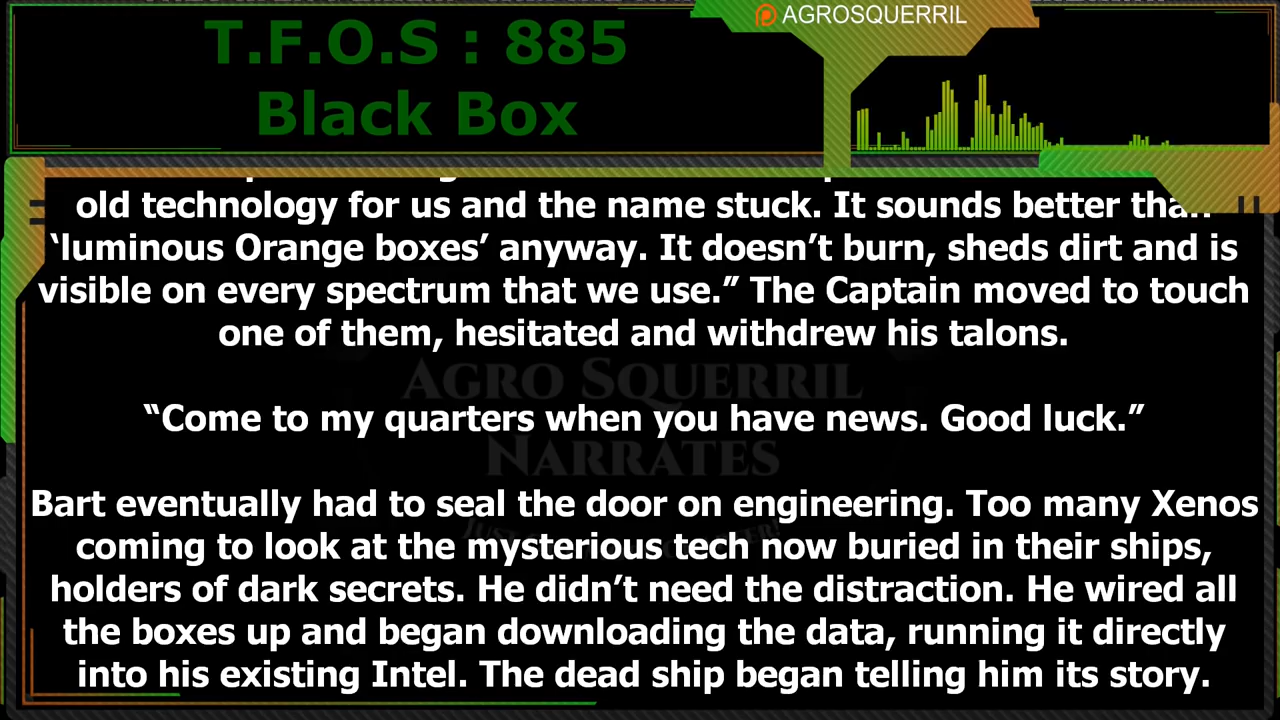 AGROSQUERRIL
T.F.O.S : 885
Black Box
old technology for us and the name stuck. It sounds better than
‘luminous Orange boxes’ anyway. It doesn’t burn, sheds dirt and is
visible on every spectrum that we use.” The Captain moved to touch
one of them, hesitated and withdrew his talons.
Agro Squerril
“Come to my quarters when you have news. Good luck.”
Narrates
Bart eventually had to seal the door on engineering. Too many Xenos
coming to look at the mysterious tech now buried in their ships,
holders of dark secrets. He didn’t need the distraction. He wired all
the boxes up and began downloading the data, running it directly
into his existing Intel. The dead ship began telling him its story.